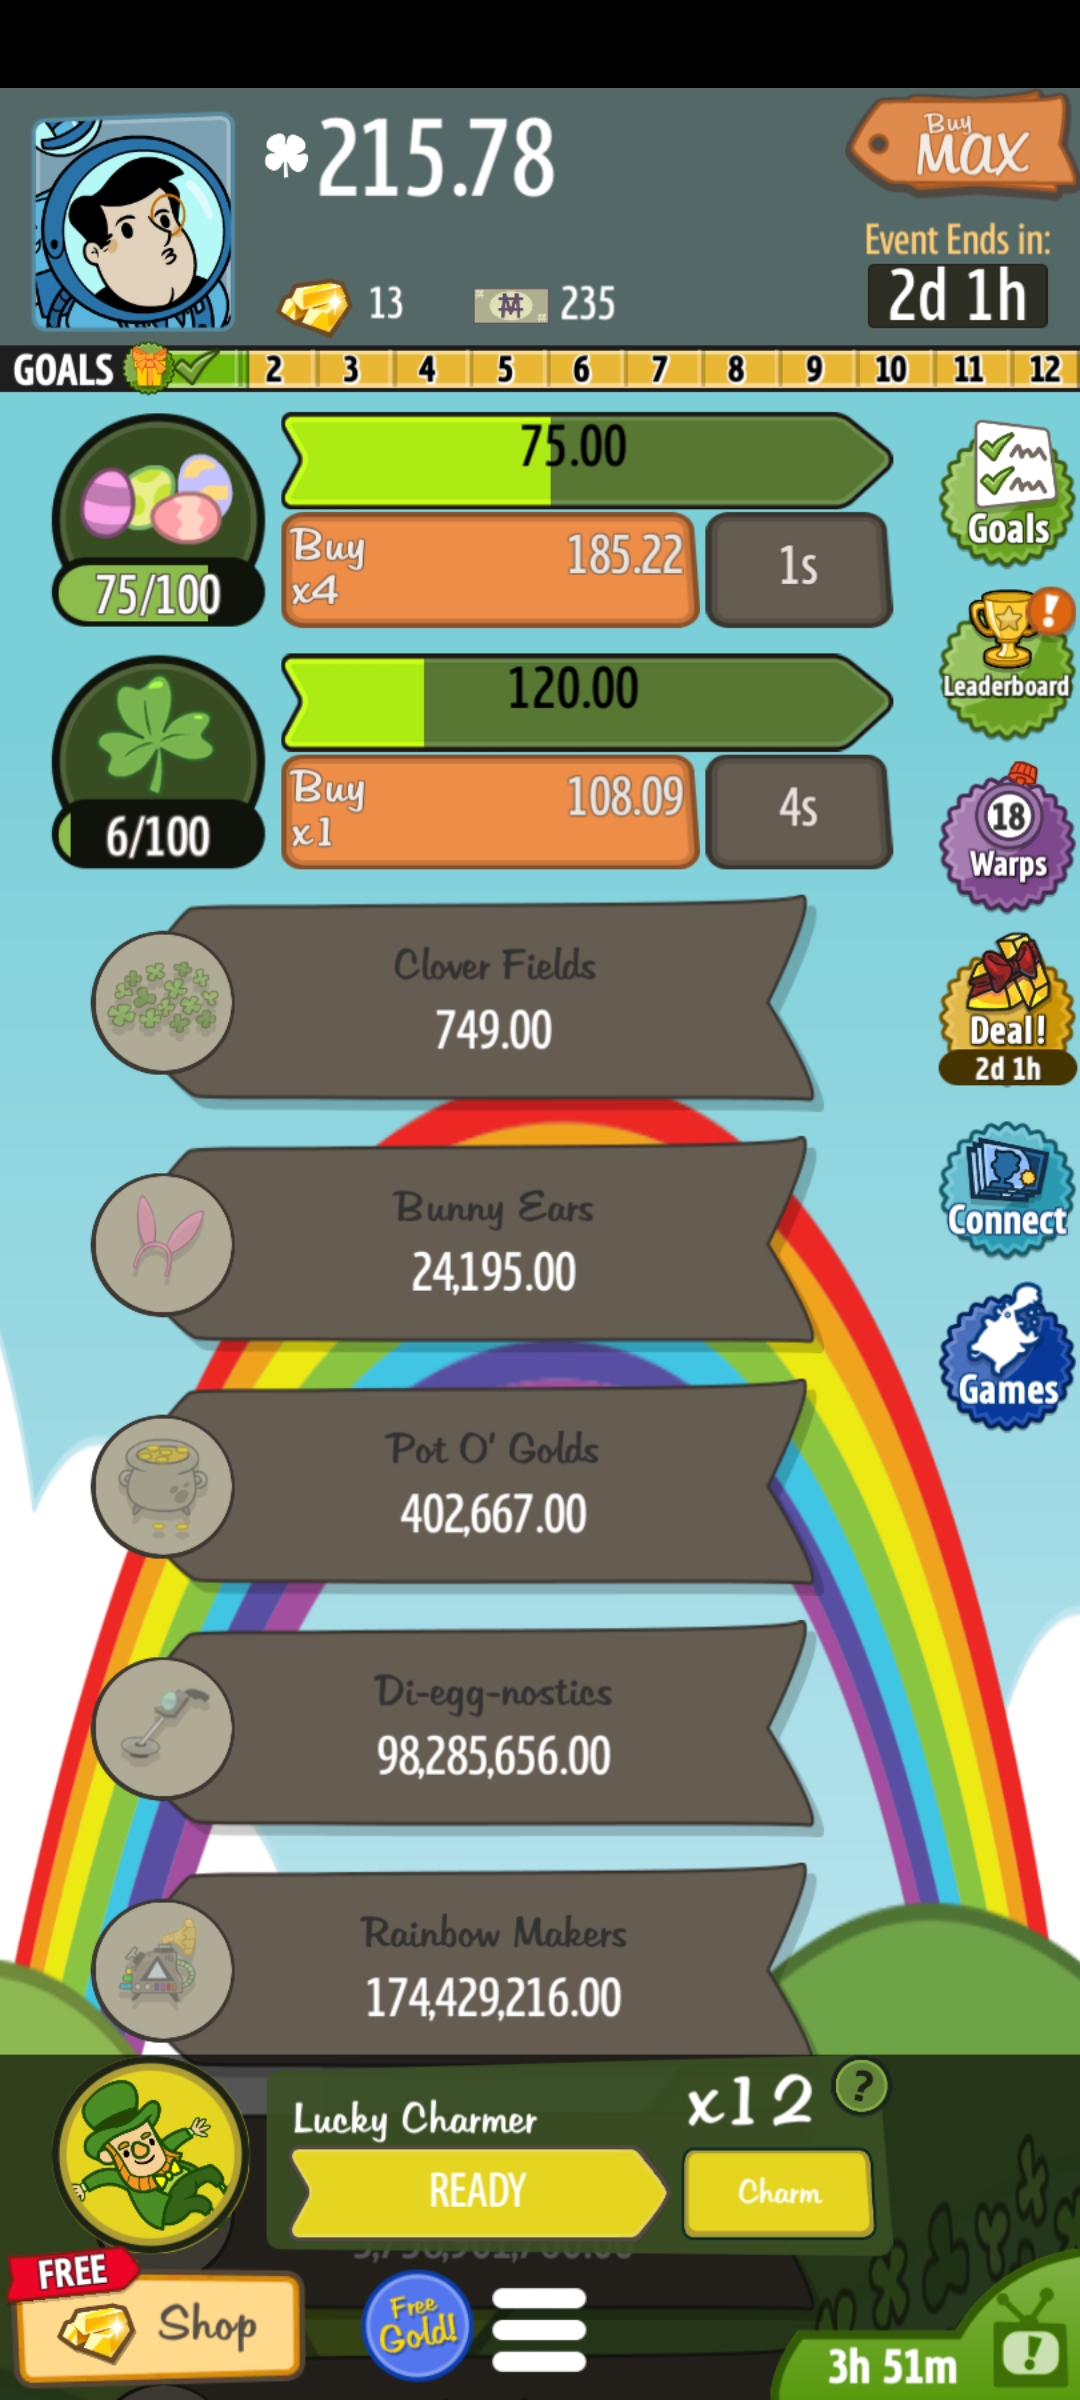 215.78
Buy
MAX
13
235
Event Ends in:
2d 1h
GOALS 2 3 4 5 6 7 8 9 10 11 12
75.00
75/100
Buy
x4
185.22
1s
Goals
120.00
6/100
Buy
x1
108.09
4s
Leaderboard
18
Warps
Clover Fields
749.00
Deal!
2d 1h
Bunny Ears
24,195.00
Connect
Pot O' Golds
402,667.00
Games
Di-egg-nostics
98,285,656.00
Rainbow Makers
174,429,216.00
Lucky Charmer
x12
?
READY
Charm
FREE
Shop
Free
Gold!
3h 51m